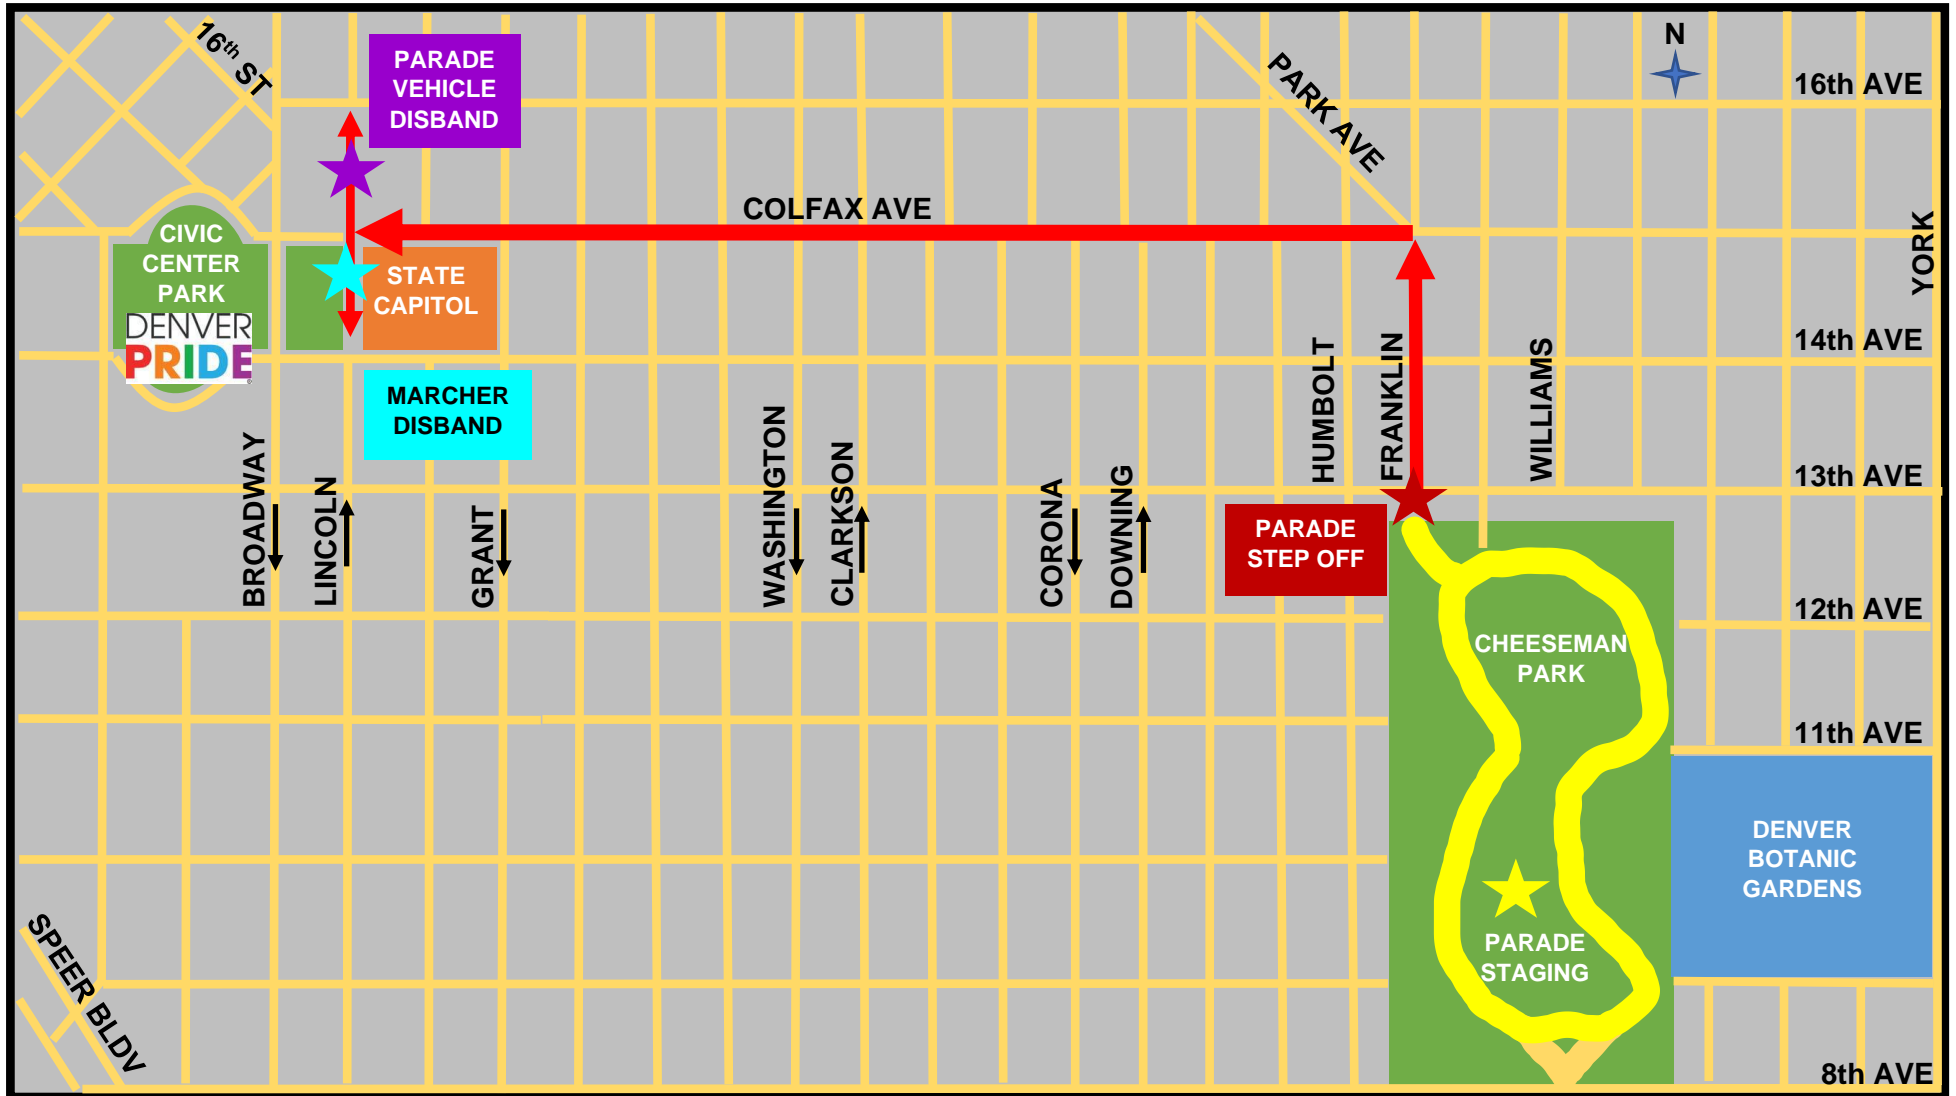 16th ST
PARADE
VEHICLE
DISBAND
PARK AVE
N
16th AVE
COLFAX AVE
YORK
CIVIC
CENTER
PARK
DENVER
PRIDE
STATE
CAPITOL
14th AVE
MARCHER
DISBAND
HUMBOLT
FRANKLIN
WILLIAMS
13th AVE
BROADWAY
LINCOLN
GRANT
WASHINGTON
CLARKSON
CORONA
DOWNING
PARADE
STEP OFF
12th AVE
CHEESEMAN
PARK
11th AVE
DENVER
BOTANIC
GARDENS
PARADE
STAGING
SPEER BLDV
8th AVE